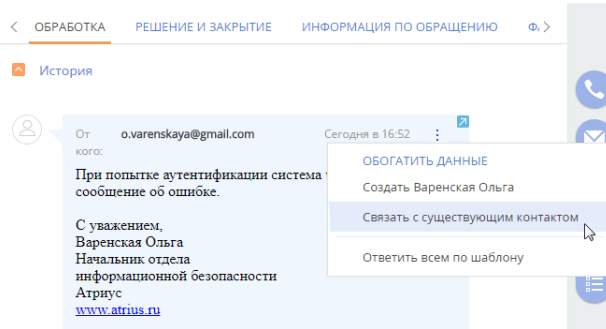 ОБРАБОТКА РЕШЕНИЕ И ЗАКРЫТИЕ ИНФОРМАЦИЯ ПО ОБРАЩЕНИЮ
История
От кого: o.varenskaya@gmail.com Сегодня в 16:52
При попытке аутентификации система
сообщение об ошибке.
С уважением,
Варенская Ольга
Начальник отдела
информационной безопасности
Атриус
www.atrius.ru
ОБОГАТИТЬ ДАННЫЕ
Создать Варенская Ольга
Связать с существующим контактом
Ответить всем по шаблону